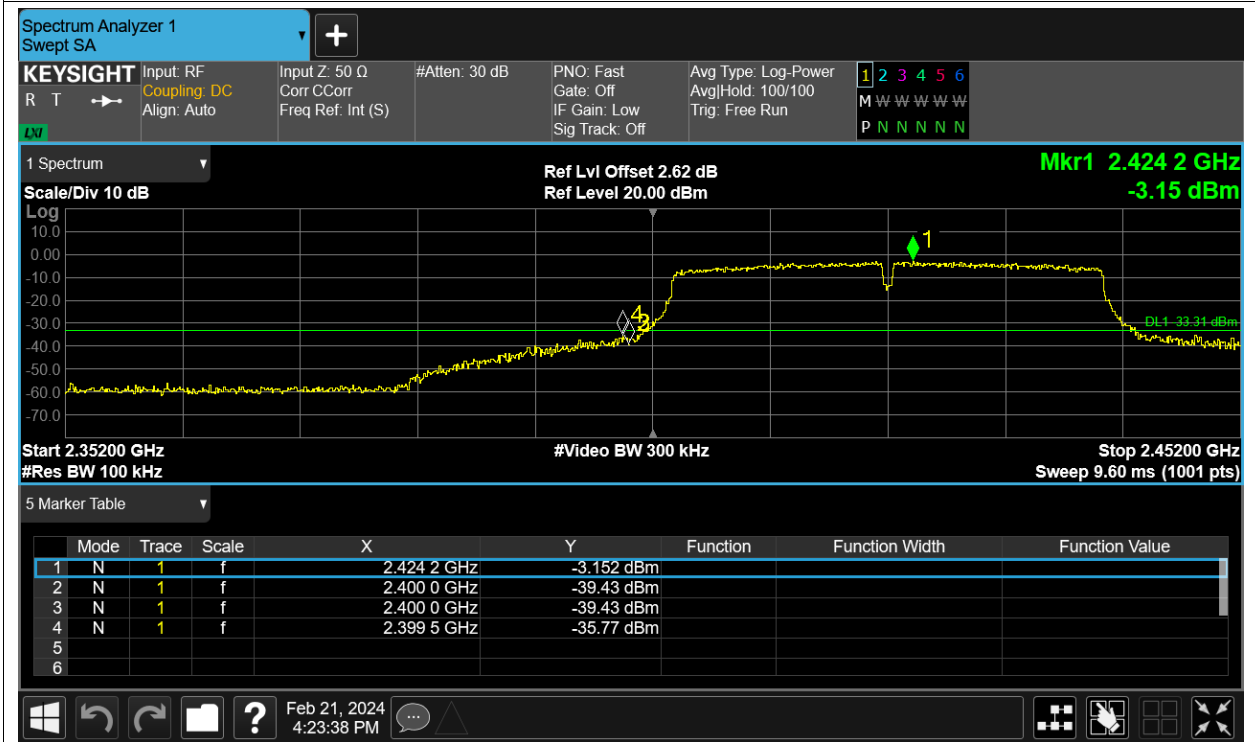 Spectrum Analyzer 1
Swept SA
+
KEYSIGHT Input: RF Input Z: 50 Ω #Atten: 30 dB PNO: Fast Avg Type: Log-Power 1 2 3 4 5 6
R T Coupling: DC Corr CCorr Gate: Off Avg|Hold: 100/100 M W W W W W
Align: Auto Freq Ref: Int (S) IF Gain: Low Trig: Free Run
LXI Sig Track: Off P N N N N N
1 Spectrum
Ref Lvl Offset 2.62 dB Mkr1 2.424 2 GHz
Scale/Div 10 dB Ref Level 20.00 dBm -3.15 dBm
Log
10.0
1
0.00
-10.0
-20.0
-30.0
4
DL1 -33.31 dBm
-40.0
-50.0
-60.0
-70.0
Start 2.35200 GHz #Video BW 300 kHz Stop 2.45200 GHz
#Res BW 100 kHz Sweep 9.60 ms (1001 pts)
5 Marker Table
Mode Trace Scale X Y Function Function Width Function Value
1 N 1 f 2.424 2 GHz -3.152 dBm
2 N 1 f 2.400 0 GHz -39.43 dBm
3 N 1 f 2.400 0 GHz -39.43 dBm
4 N 1 f 2.399 5 GHz -35.77 dBm
5
6
? Feb 21, 2024
4:23:38 PM